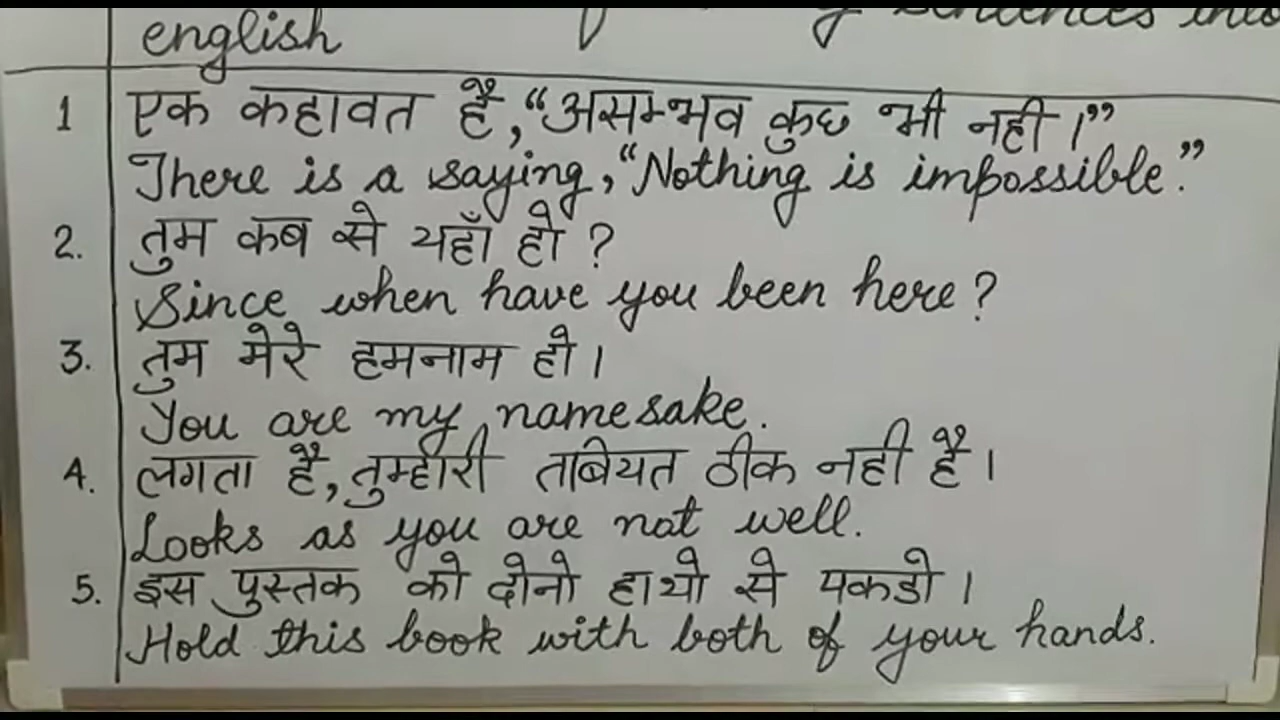 sentences into
english
1 एक कहावत है, “असम्भव कुछ भी नही ।”
There is a saying, “Nothing is impossible.”
2. तुम कब से यहाँ हो ?
Since when have you been here?
3. तुम मेरे हमनाम हो ।
You are my namesake.
4. लगता है, तुम्हारी तबियत ठीक नही है ।
Looks as you are not well.
5. इस पुस्तक को दोनो हाथो से पकडो ।
Hold this book with both of your hands.